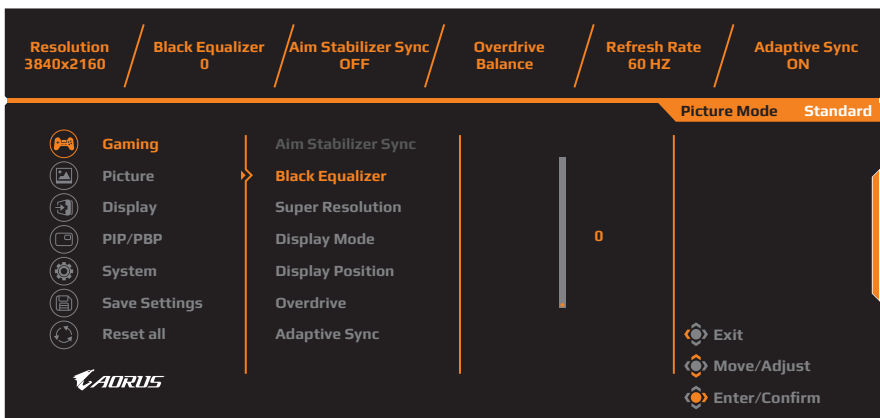 Resolution
3840x2160
Black Equalizer
0
Aim Stabilizer Sync
OFF
Overdrive
Balance
Refresh Rate
60 HZ
Adaptive Sync
ON
Picture Mode Standard
Gaming
Picture
Display
PIP/PBP
System
Save Settings
Reset all
Aim Stabilizer Sync
Black Equalizer
Super Resolution
Display Mode
Display Position
Overdrive
Adaptive Sync
0
Exit
Move/Adjust
Enter/Confirm
AORUS